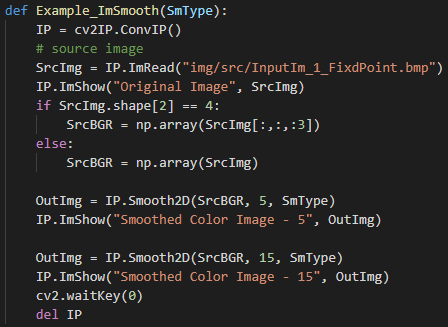 def Example_ImSmooth(SmType):
    IP = cv2IP.ConvIP()
    # source image
    SrcImg = IP.ImRead("img/src/InputIm_1_FixdPoint.bmp")
    IP.ImShow("Original Image", SrcImg)
    if SrcImg.shape[2] == 4:
        SrcBGR = np.array(SrcImg[:,:,:3])
    else:
        SrcBGR = np.array(SrcImg)

    OutImg = IP.Smooth2D(SrcBGR, 5, SmType)
    IP.ImShow("Smoothed Color Image - 5", OutImg)

    OutImg = IP.Smooth2D(SrcBGR, 15, SmType)
    IP.ImShow("Smoothed Color Image - 15", OutImg)
    cv2.waitKey(0)
    del IP